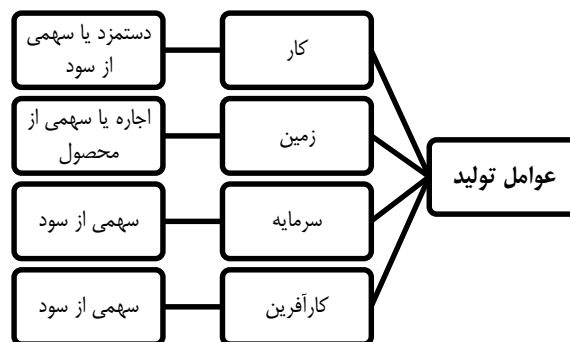 عوامل تولید
کار
دستمزد یا سهمی
از سود
زمین
اجاره یا سهمی از
محصول
سرمایه
سهمی از سود
کارآفرین
سهمی از سود